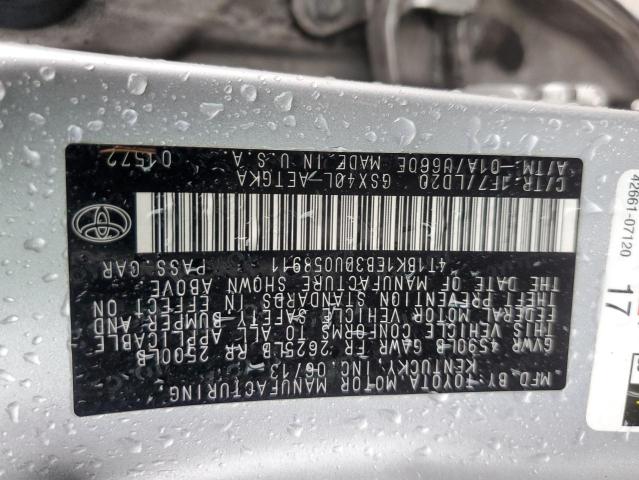 MFD. BY: TOYOTA MOTOR MANUFACTURING
KENTUCKY, INC. 06/13
GVWR 4590LB GAWR FR 2625LB RR 2500LB
THIS VEHICLE CONFORMS TO ALL APPLICABLE
FEDERAL MOTOR VEHICLE SAFETY, BUMPER, AND
THEFT PREVENTION STANDARDS IN EFFECT ON
THE DATE OF MANUFACTURE SHOWN ABOVE.
4T1BK1EB3DU058911 PASS. CAR
C/TR: 1F7/LD20 GSX40L-AETGKA 01572
A/TM: -01A/U660E MADE IN U.S.A.
42661-07120
17